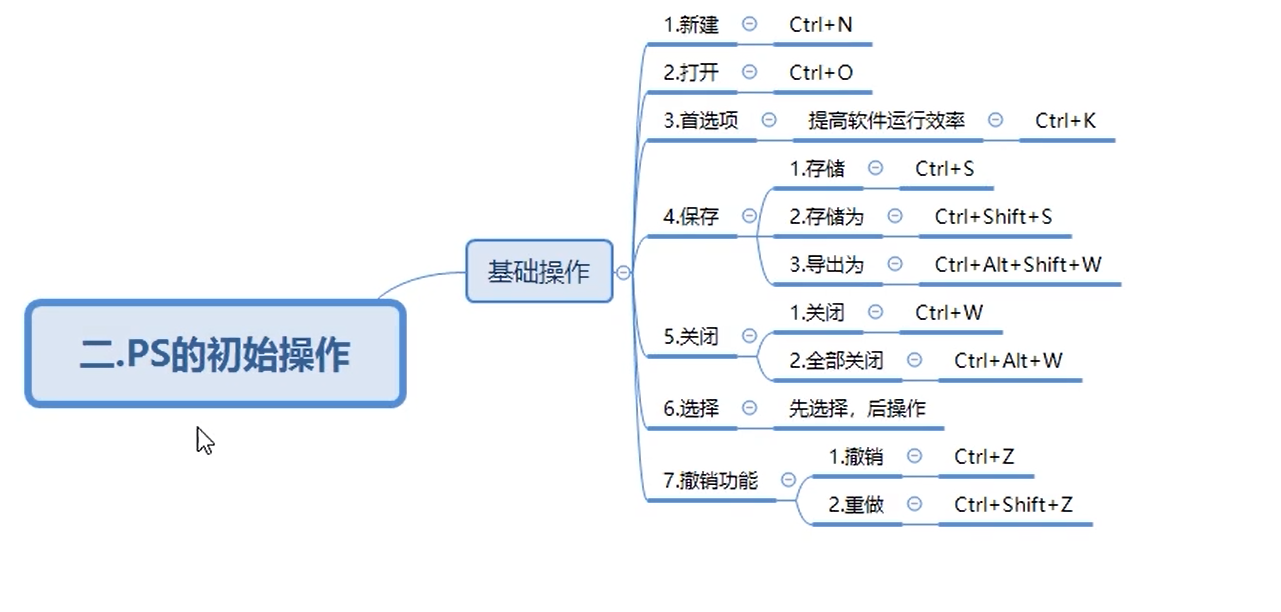 二.PS的初始操作
基础操作
1.新建 Ctrl+N
2.打开 Ctrl+O
3.首选项 提高软件运行效率 Ctrl+K
4.保存
1.存储 Ctrl+S
2.存储为 Ctrl+Shift+S
3.导出为 Ctrl+Alt+Shift+W
5.关闭
1.关闭 Ctrl+W
2.全部关闭 Ctrl+Alt+W
6.选择 先选择，后操作
7.撤销功能
1.撤销 Ctrl+Z
2.重做 Ctrl+Shift+Z